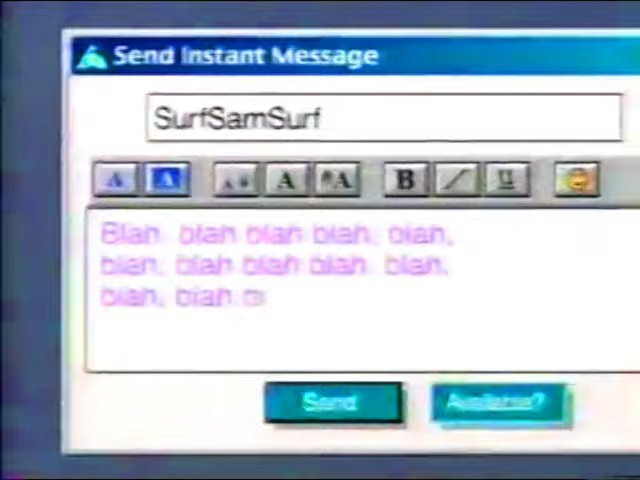 Send Instant Message
SurfSamSurf
A A A A A B I U
Blah, blah blah blah, blah,
blah, blah blah blah, blah,
blah, blah
Send
Available?